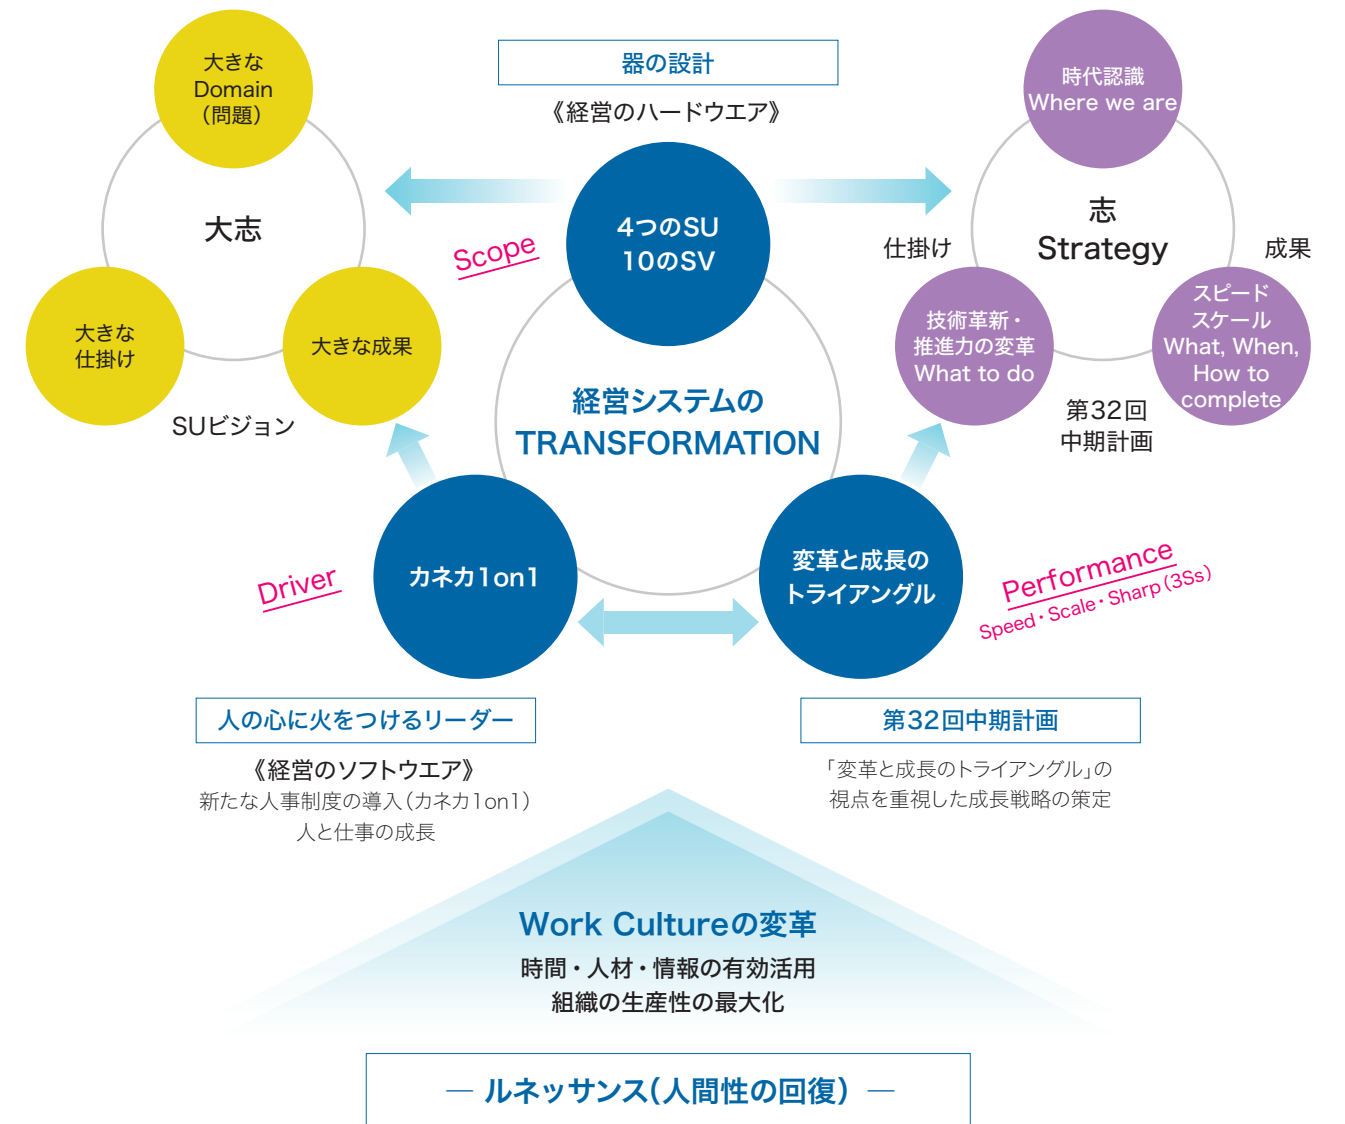 大きな
Domain
（問題）
大志
大きな
仕掛け
大きな成果
SUビジョン
器の設計
《経営のハードウエア》
4つのSU
10のSV
Scope
経営システムの
TRANSFORMATION
時代認識
Where we are
志
Strategy
仕掛け
成果
技術革新・
推進力の変革
What to do
スピード
スケール
What, When,
How to
complete
第32回
中期計画
Driver
カネカ1on1
変革と成長の
トライアングル
Performance
Speed・Scale・Sharp（3Ss）
人の心に火をつけるリーダー
《経営のソフトウエア》
新たな人事制度の導入（カネカ1on1）
人と仕事の成長
第32回中期計画
「変革と成長のトライアングル」の
視点を重視した成長戦略の策定
Work Cultureの変革
時間・人材・情報の有効活用
組織の生産性の最大化
― ルネッサンス（人間性の回復） ―